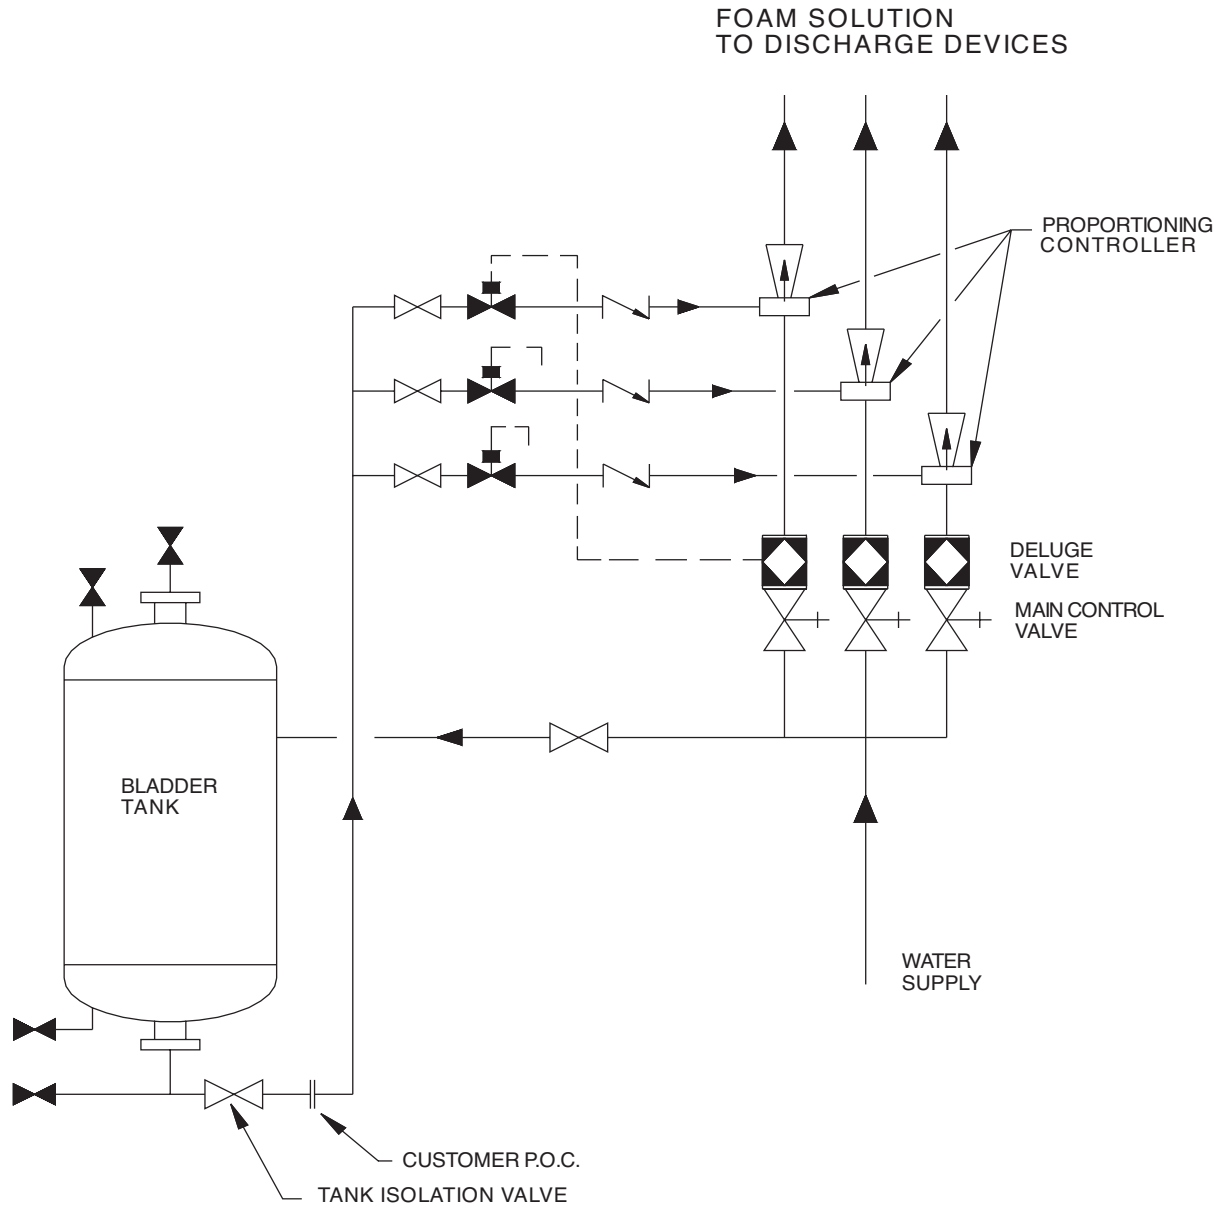 FOAM SOLUTION
TO DISCHARGE DEVICES
PROPORTIONING
CONTROLLER
DELUGE
VALVE
MAIN CONTROL
VALVE
BLADDER
TANK
WATER
SUPPLY
CUSTOMER P.O.C.
TANK ISOLATION VALVE